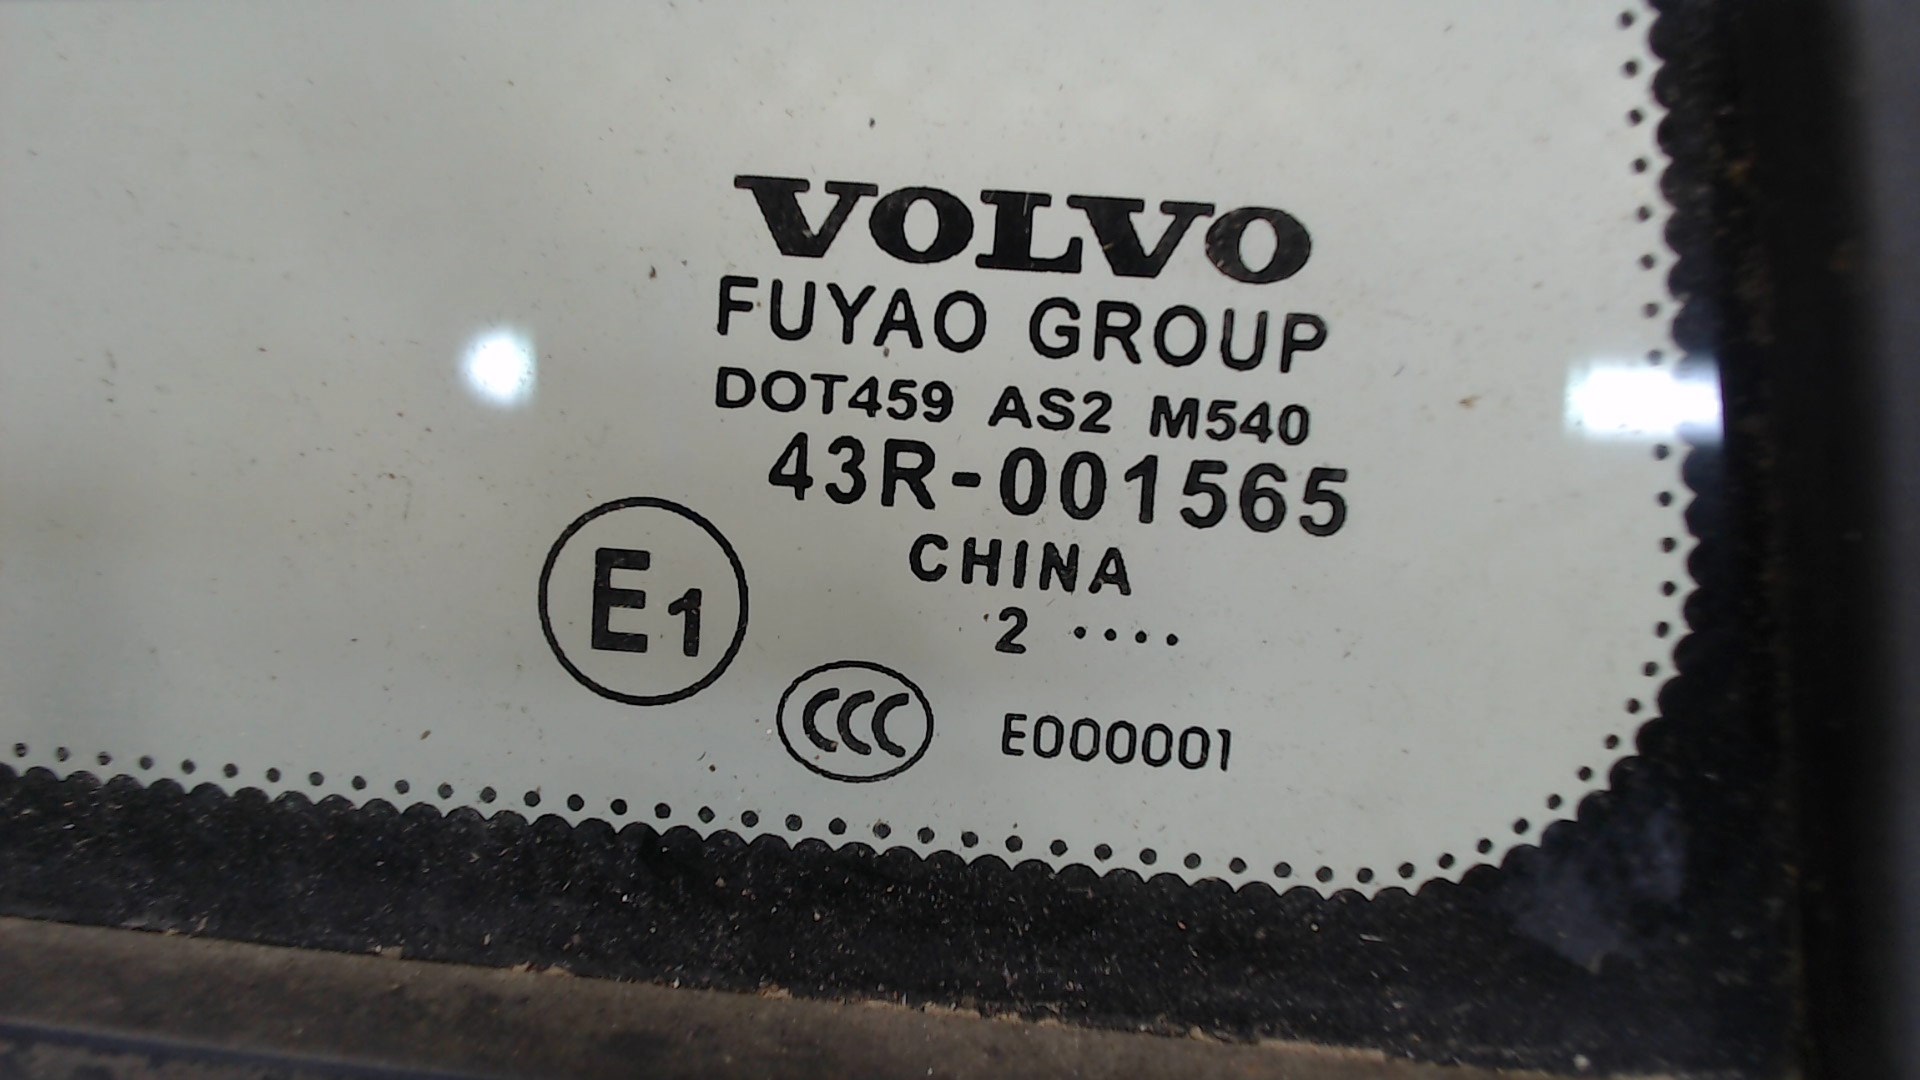 VOLVO
FUYAO GROUP
DOT459 AS2 M540
43R-001565
CHINA
2 ····
E1
CCC E000001